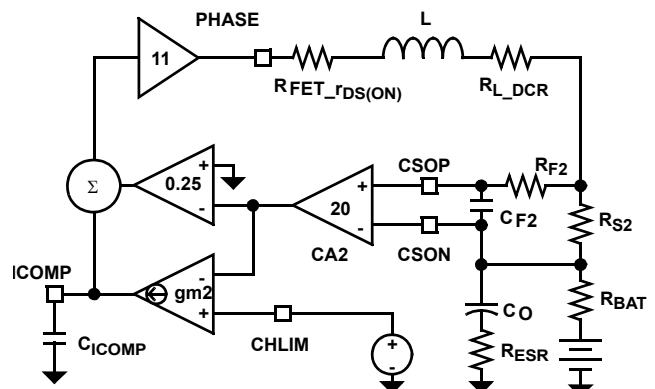 PHASE
L
11
RFET_rDS(ON)
RL_DCR
Σ
0.25
+
-
20
+
-
CA2
CSOP
CSON
RF2
CF2
RS2
ICOMP
CICOMP
gm2
-
+
CHLIM
+
-
CO
RESR
RBAT